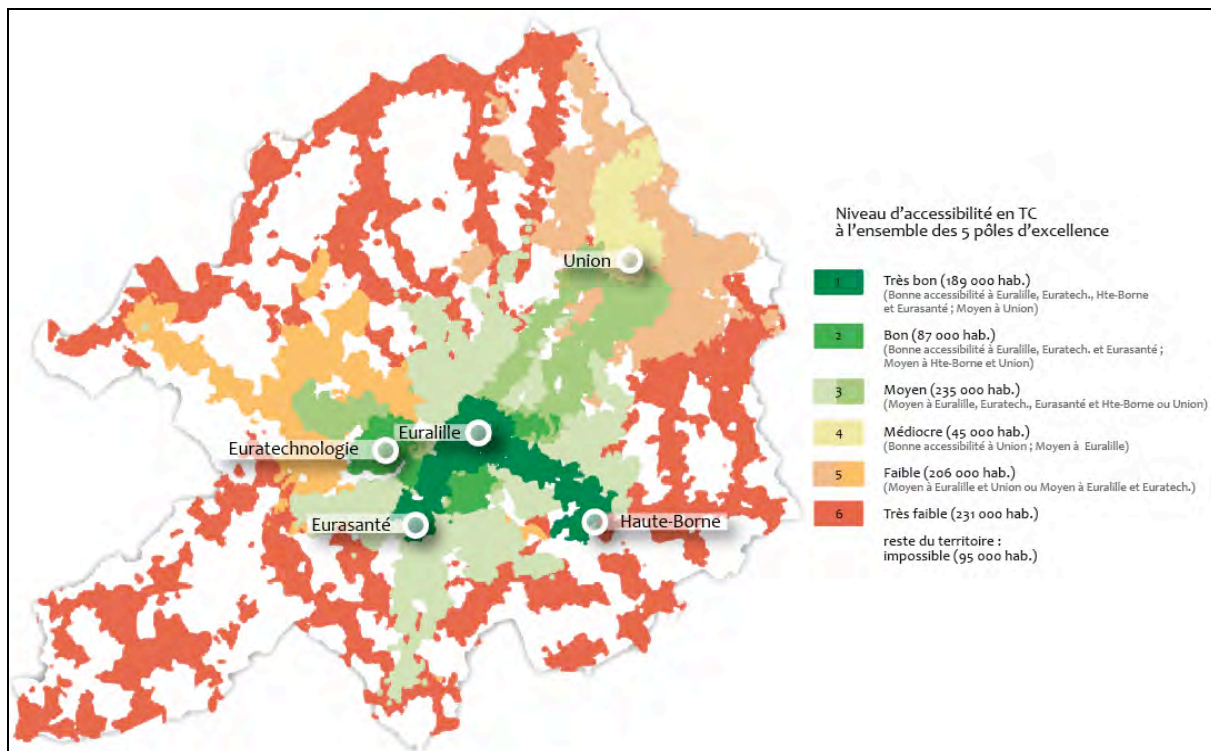 Niveau d'accessibilité en TC
à l'ensemble des 5 pôles d'excellence
Union
1 Très bon (189 000 hab.)
(Bonne accessibilité à Euralille, Euratech., Hte-Borne
et Eurasanté ; Moyen à Union)
2 Bon (87 000 hab.)
(Bonne accessibilité à Euralille, Euratech. et Eurasanté ;
Moyen à Hte-Borne et Union)
3 Moyen (235 000 hab.)
(Moyen à Euralille, Euratech., Eurasanté et Hte-Borne ou Union)
4 Médiocre (45 000 hab.)
(Bonne accessibilité à Union ; Moyen à Euralille)
5 Faible (206 000 hab.)
(Moyen à Euralille et Union ou Moyen à Euralille et Euratech.)
6 Très faible (231 000 hab.)
reste du territoire :
impossible (95 000 hab.)
Euralille
Euratechnologie
Eurasanté
Haute-Borne